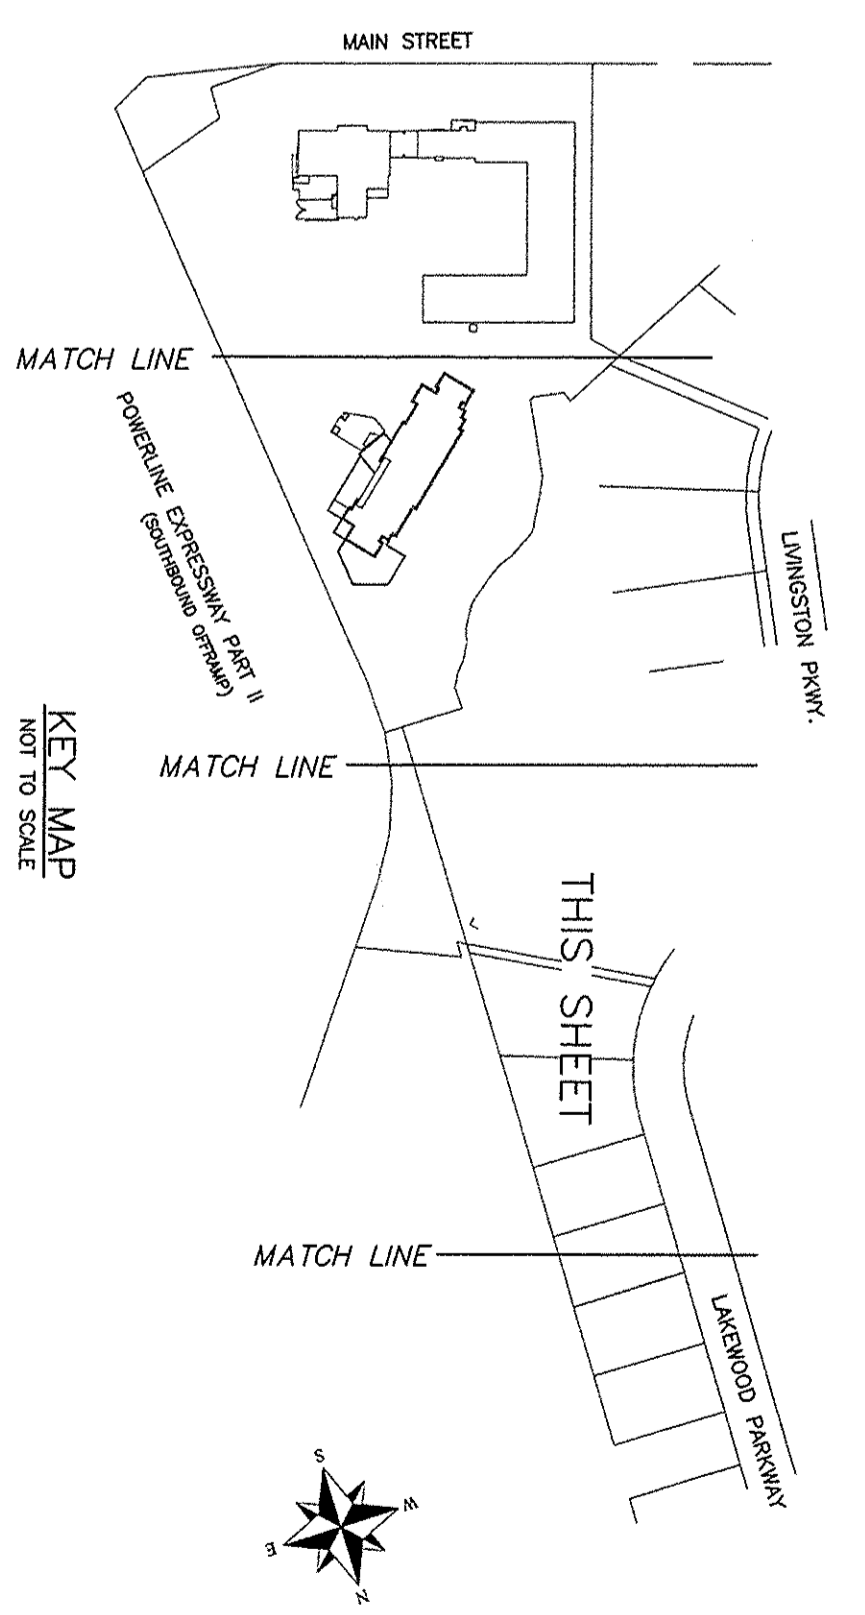 MAIN STREET
MATCH LINE
POWERLINE EXPRESSWAY PART II
(SOUTHBOUND OFFRAMP)
LIVINGSTON PKWY.
KEY MAP
NOT TO SCALE
MATCH LINE
THIS SHEET
MATCH LINE
LAKEWOOD PARKWAY
S
W
E
N